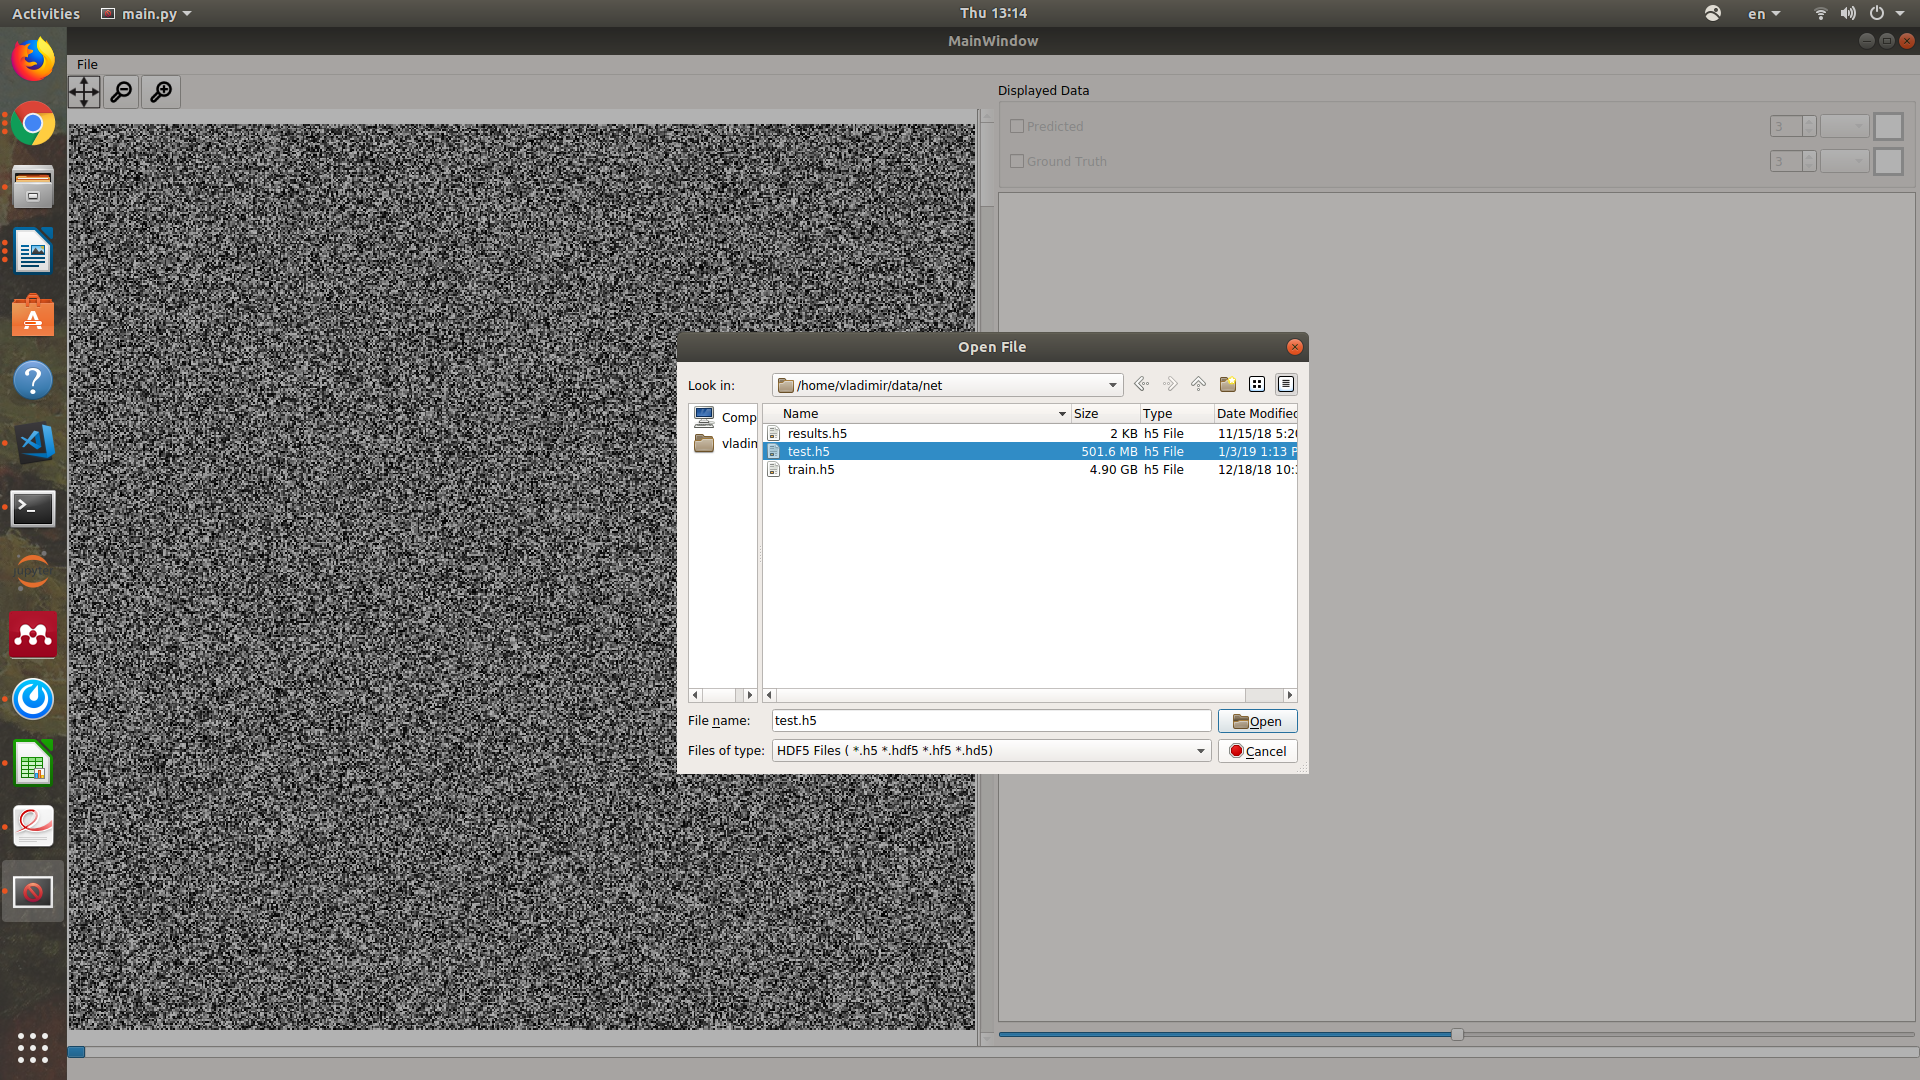 Activities main.py Thu 13:14 en
MainWindow
File
Displayed Data
Predicted 3
Ground Truth 3
Open File
Look in: /home/vladimir/data/net
Comp
vladin
Name Size Type Date Modified
results.h5 2 KB h5 File 11/15/18 5:20
test.h5 501.6 MB h5 File 1/3/19 1:13 P
train.h5 4.90 GB h5 File 12/18/18 10:
File name: test.h5 Open
Files of type: HDF5 Files ( *.h5 *.hdf5 *.hf5 *.hd5) Cancel
jupyter